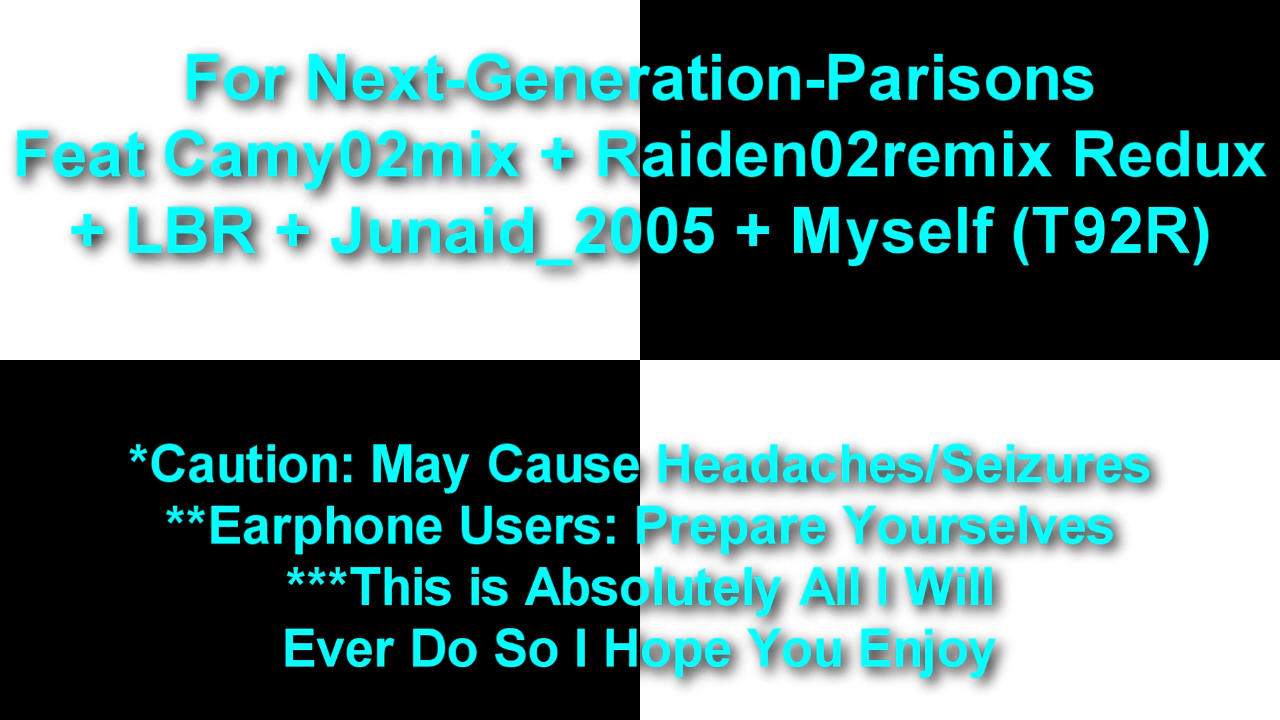 For Next-Generation-Parisons
Feat Camy02mix + Raiden02remix Redux
+ LBR + Junaid_2005 + Myself (T92R)
*Caution: May Cause Headaches/Seizures
**Earphone Users: Prepare Yourselves
***This is Absolutely All I Will
Ever Do So I Hope You Enjoy